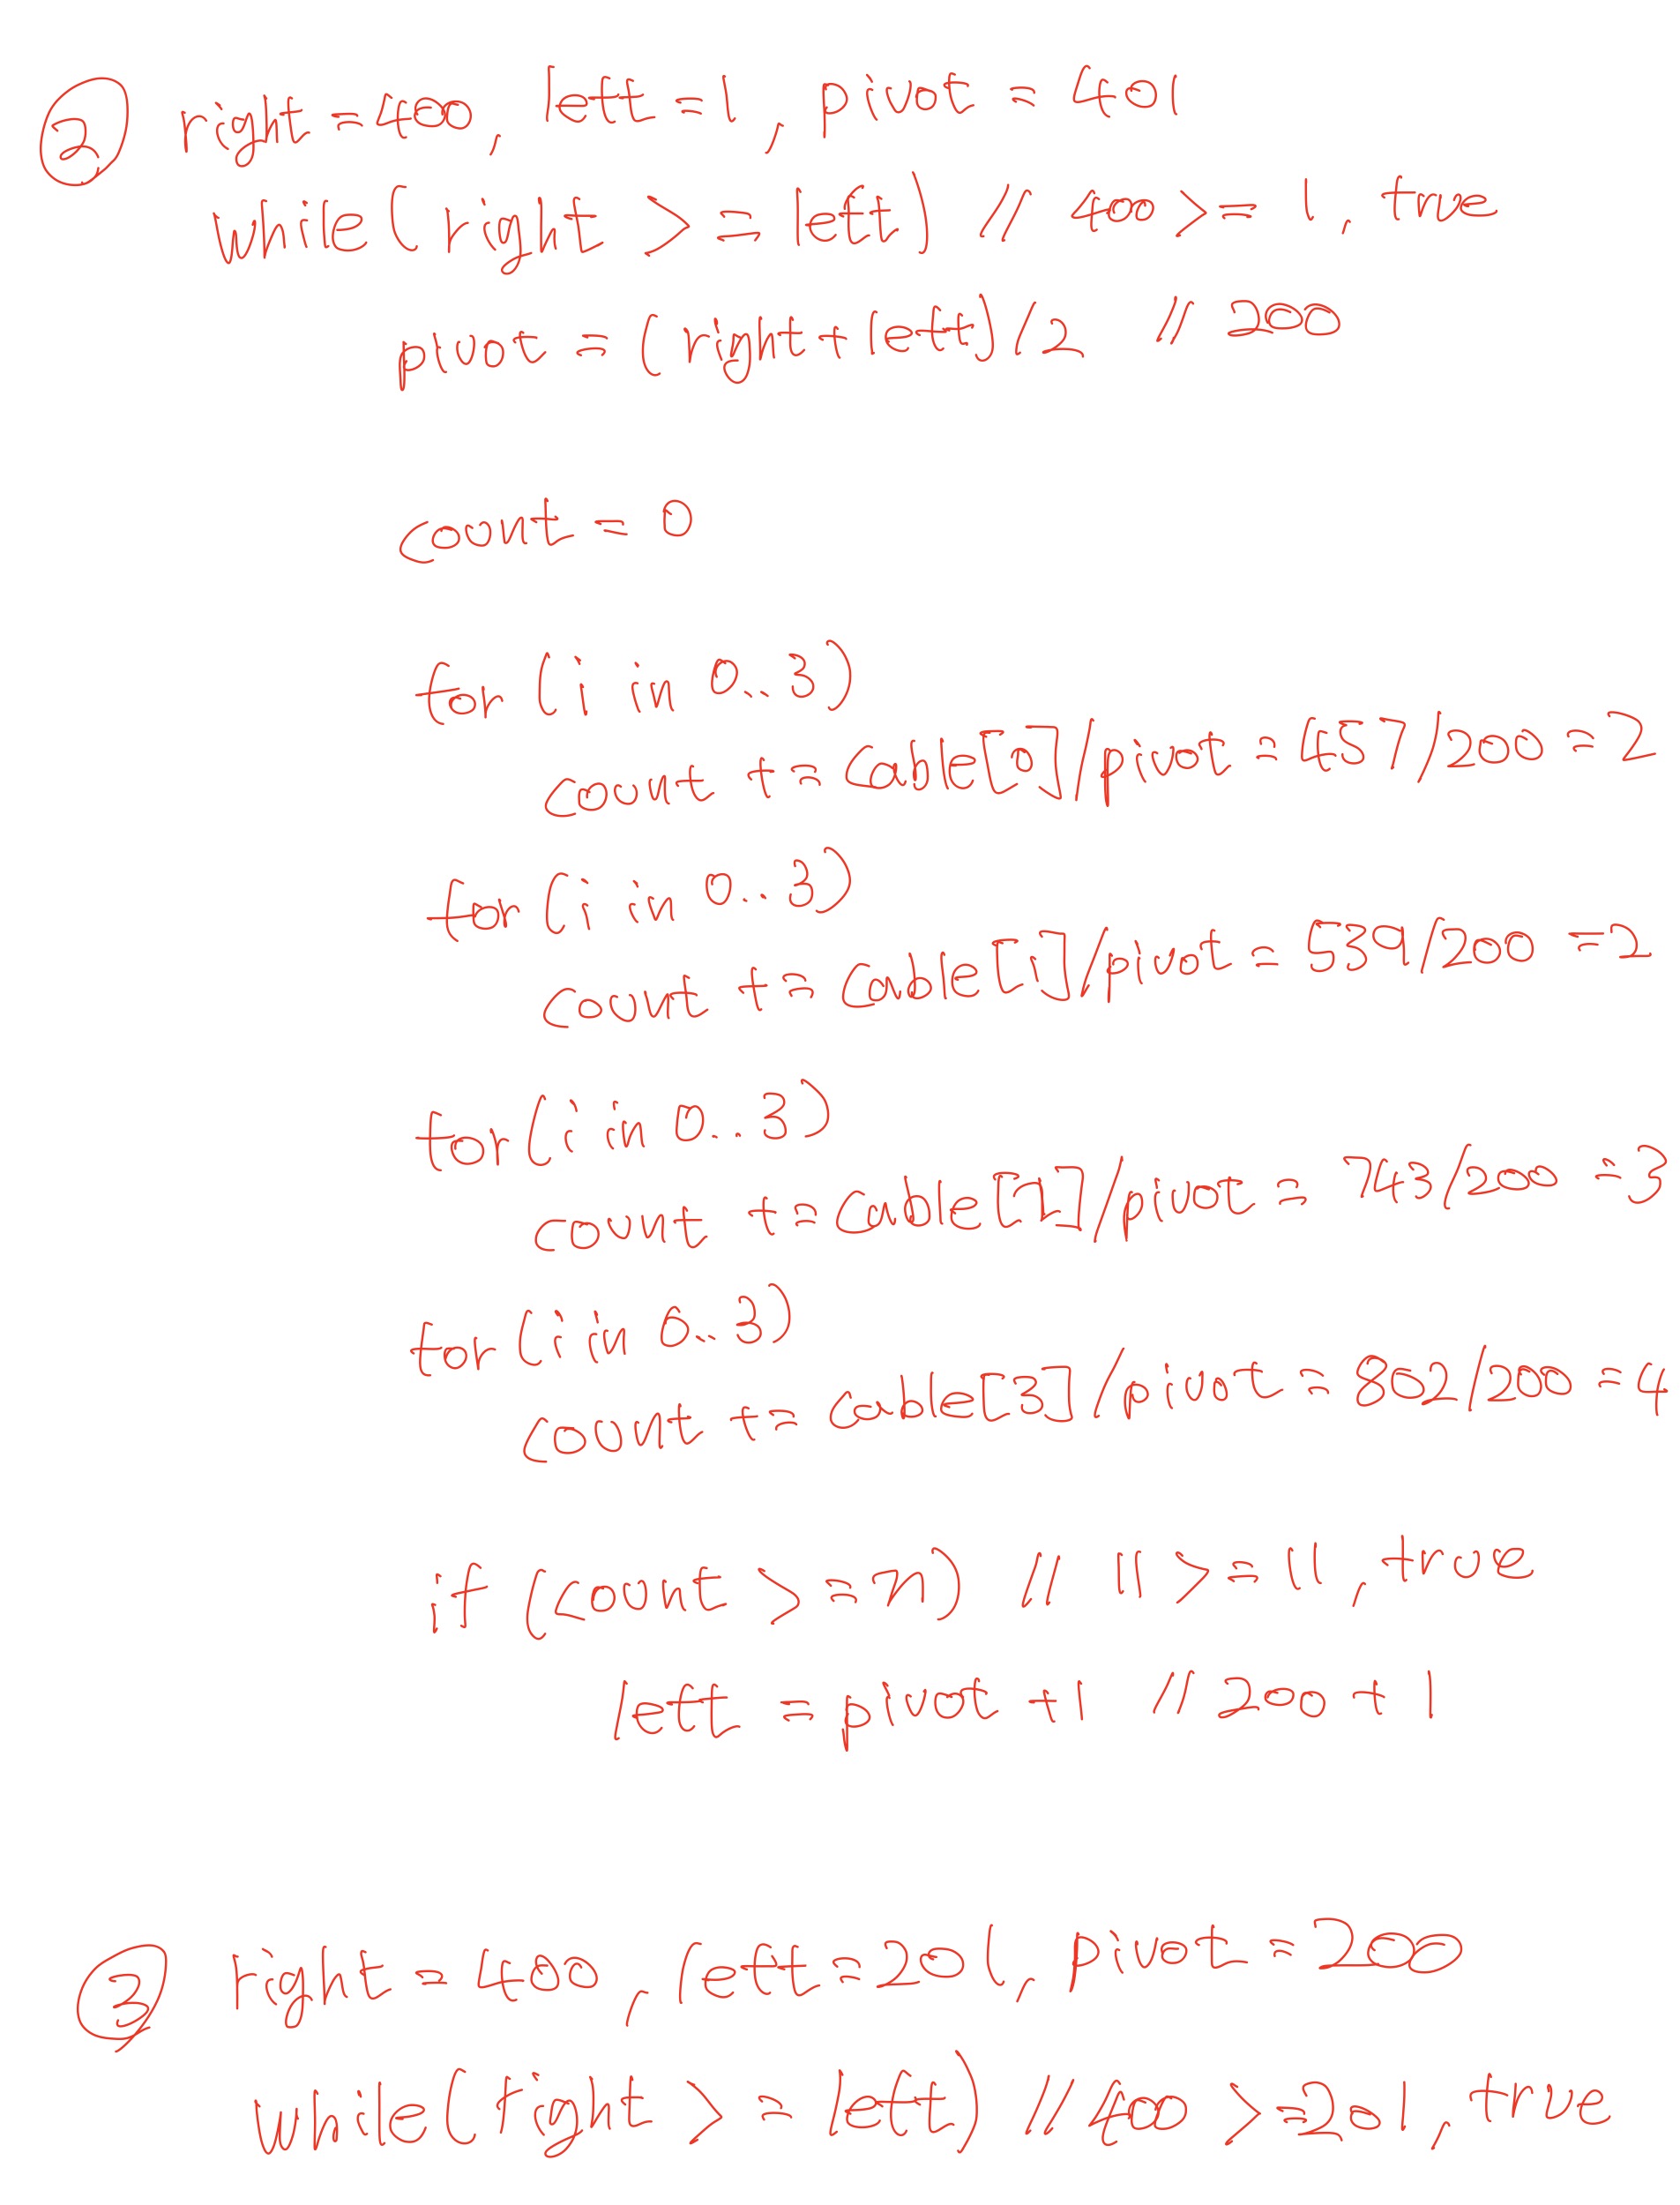 ② right = 400, left = 1, pivot = 401
while(right >= left) // 400 >= 1, true
pivot = (right + left)/2 // 200
count = 0
for (i in 0..3)
count += cable[0]/pivot = 457/200 = 2
for (i in 0..3)
count += cable[1]/pivot = 539/200 = 2
for (i in 0..3)
count += cable[2]/pivot = 743/200 = 3
for (i in 0..3)
count += cable[3]/pivot = 802/200 = 4
if (count >= n) // 11 >= 11, true
left = pivot + 1 // 200 + 1
③ right = 400, left = 201, pivot = 200
while(right >= left) // 400 >= 201, true